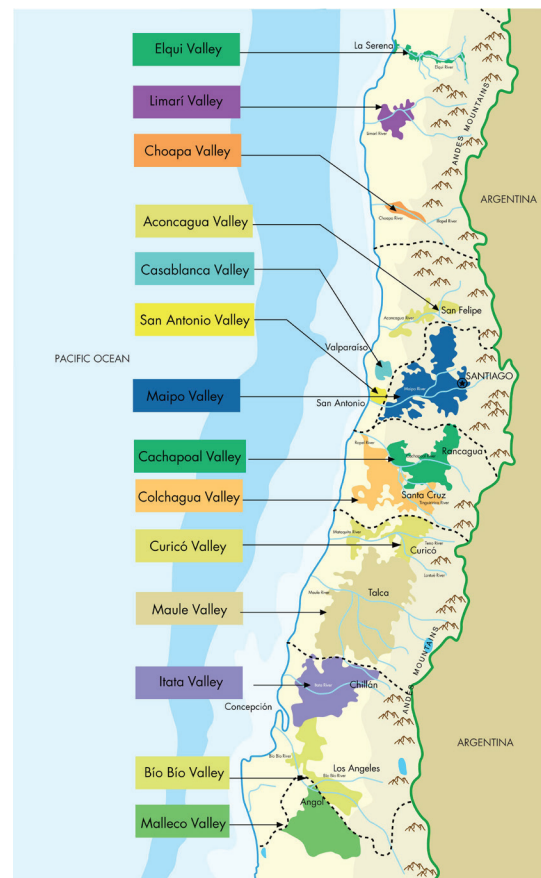 Elquí Valley
La Serena
Elqui River
Limarí Valley
Limarí River
ANDES MOUNTAINS
Choapa Valley
ARGENTINA
Choapa River
Illapel River
Aconcagua Valley
San Felipe
Aconcagua River
Casablanca Valley
San Antonio Valley
Valparaíso
PACIFIC OCEAN
SANTIAGO
Maipo Valley
Maipo River
San Antonio
Cachapoal Valley
Rapel River
Rancagua
Cachapoal River
Colchagua Valley
Santa Cruz
Tinguiririca River
Curicó Valley
Mataquito River
Teno River
Curicó
Lontué River
Maule Valley
Maule River
Talca
ANDES MOUNTAINS
Itata Valley
Itata River
Chillán
Concepción
ARGENTINA
Bío Bío Valley
Bío Bío River
Los Angeles
Bío Bío River
Angol
Malleco Valley